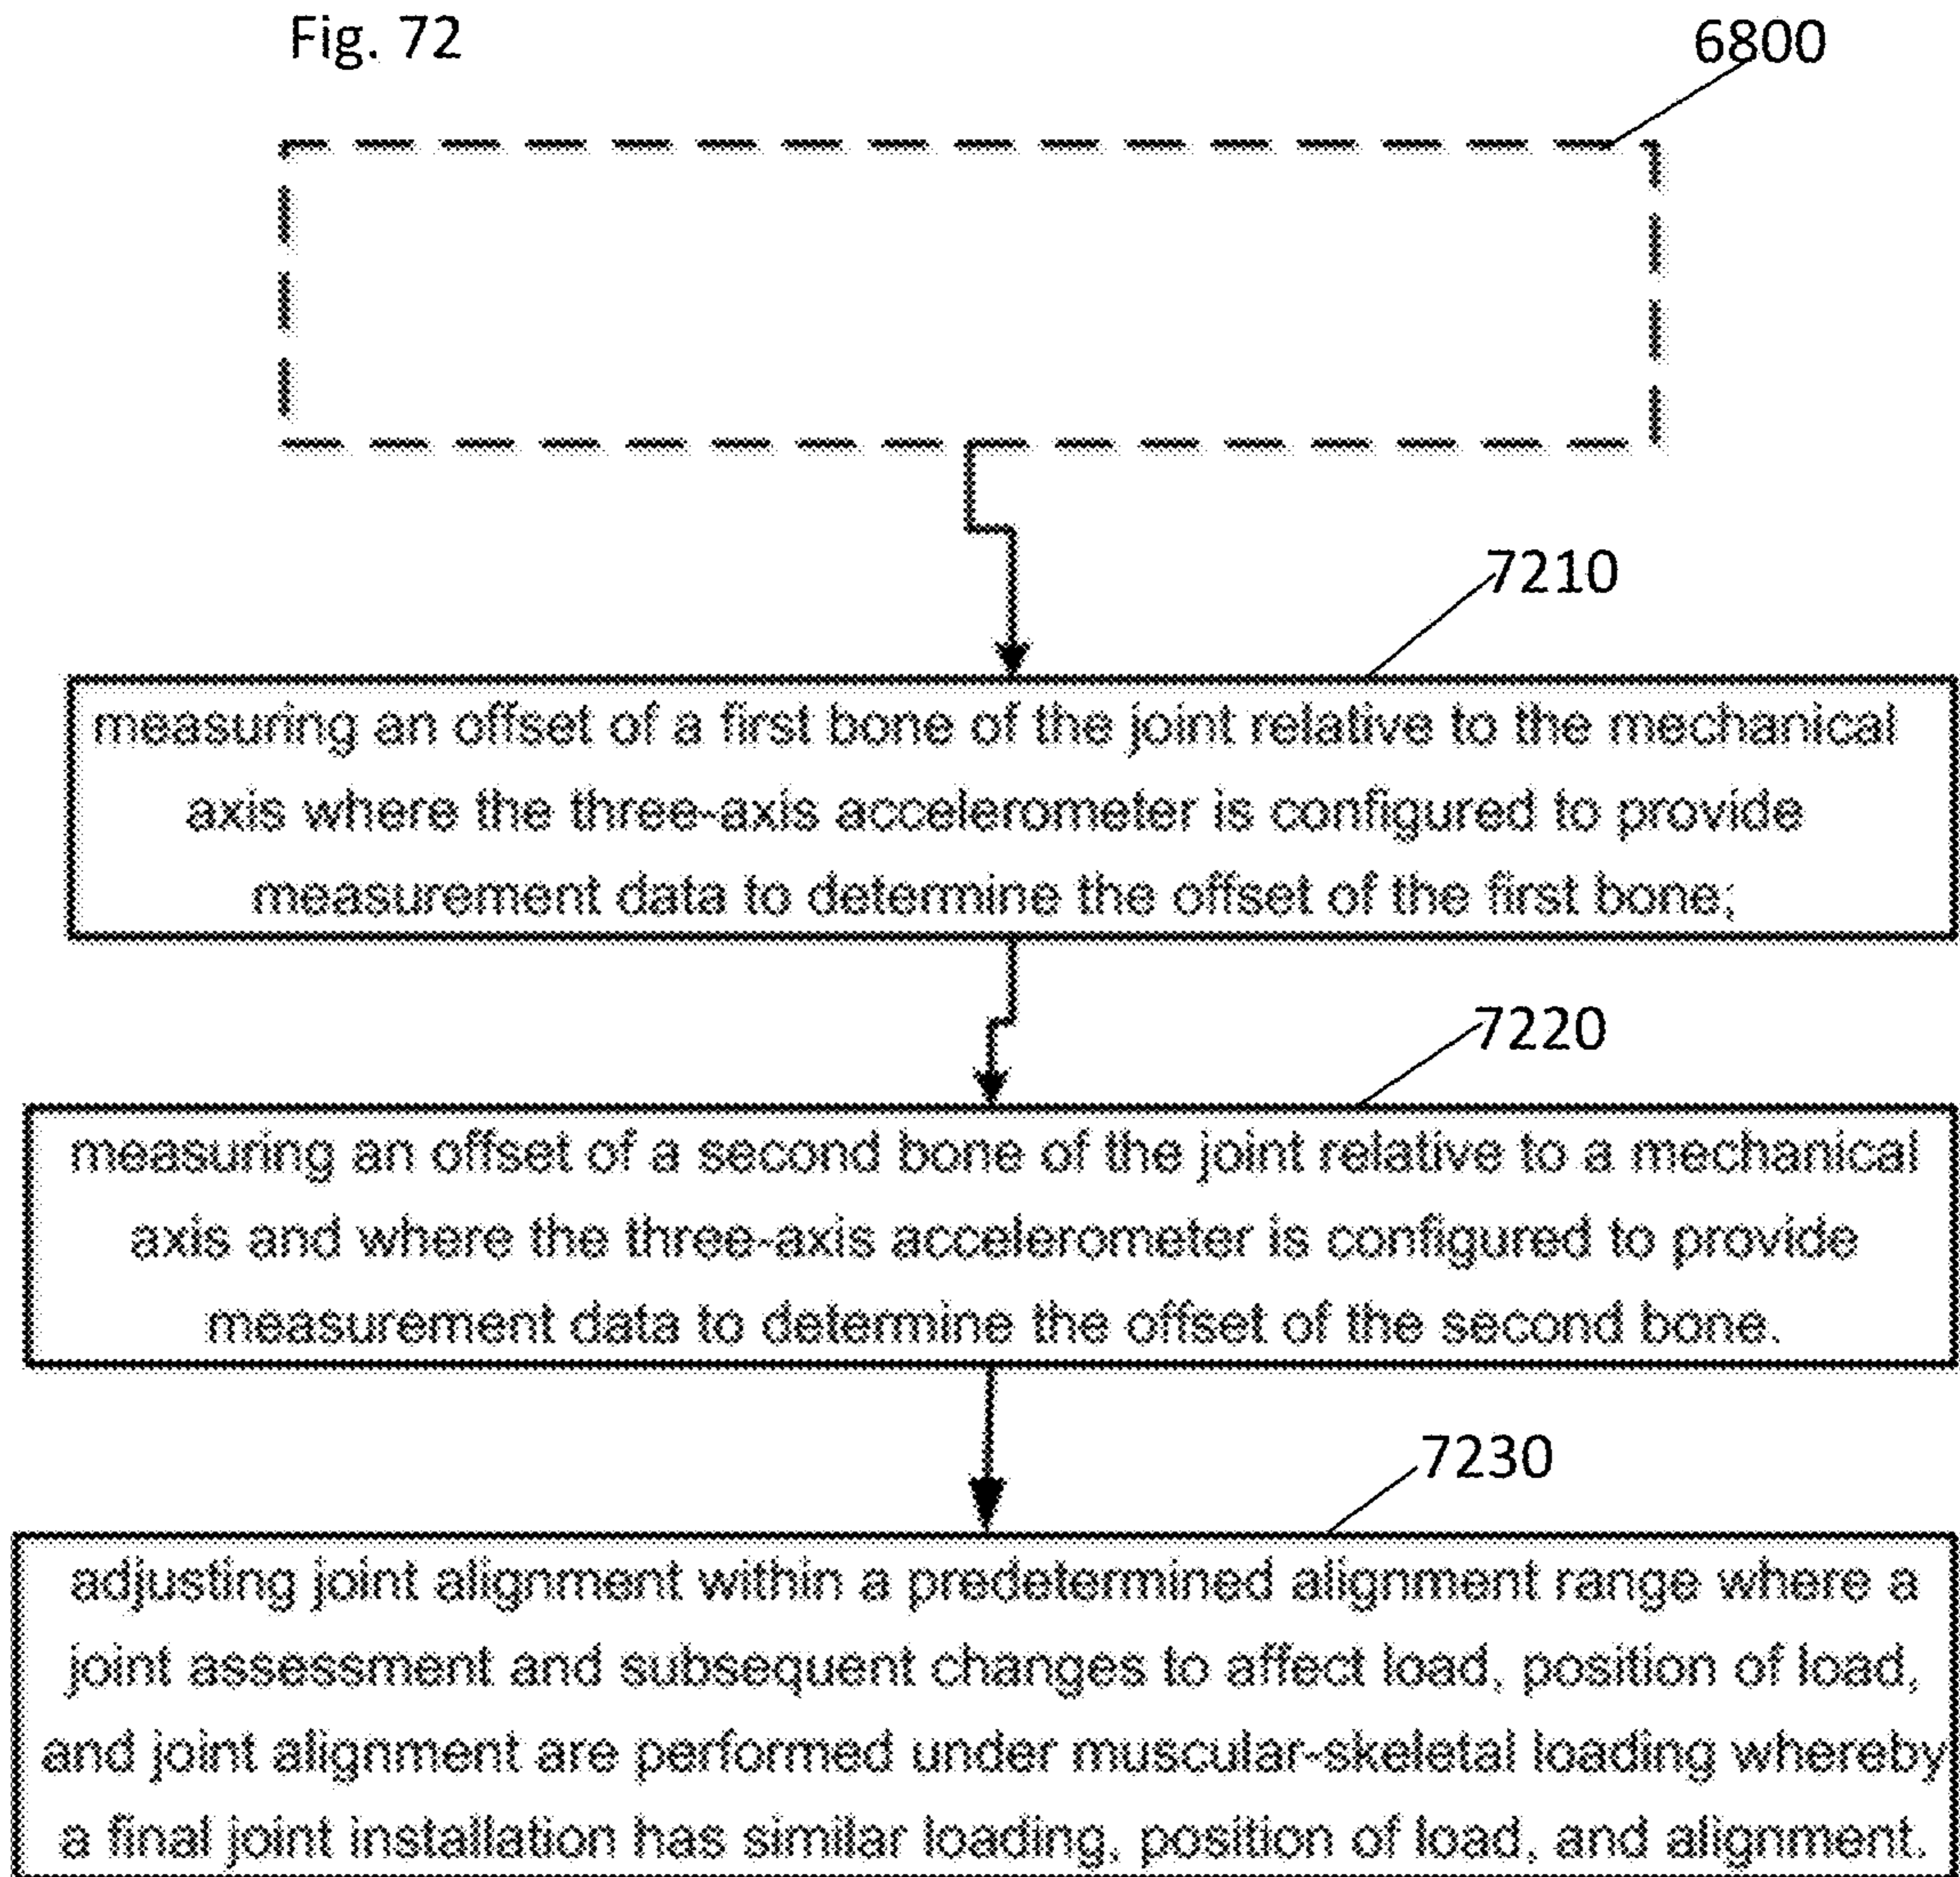 Fig. 72
6800
7210
measuring an offset of a first bone of the joint relative to the mechanical
axis where the three-axis accelerometer is configured to provide
measurement data to determine the offset of the first bone;
7220
measuring an offset of a second bone of the joint relative to a mechanical
axis and where the three-axis accelerometer is configured to provide
measurement data to determine the offset of the second bone.
7230
adjusting joint alignment within a predetermined alignment range where a
joint assessment and subsequent changes to affect load, position of load,
and joint alignment are performed under muscular-skeletal loading whereby
a final joint installation has similar loading, position of load, and alignment.